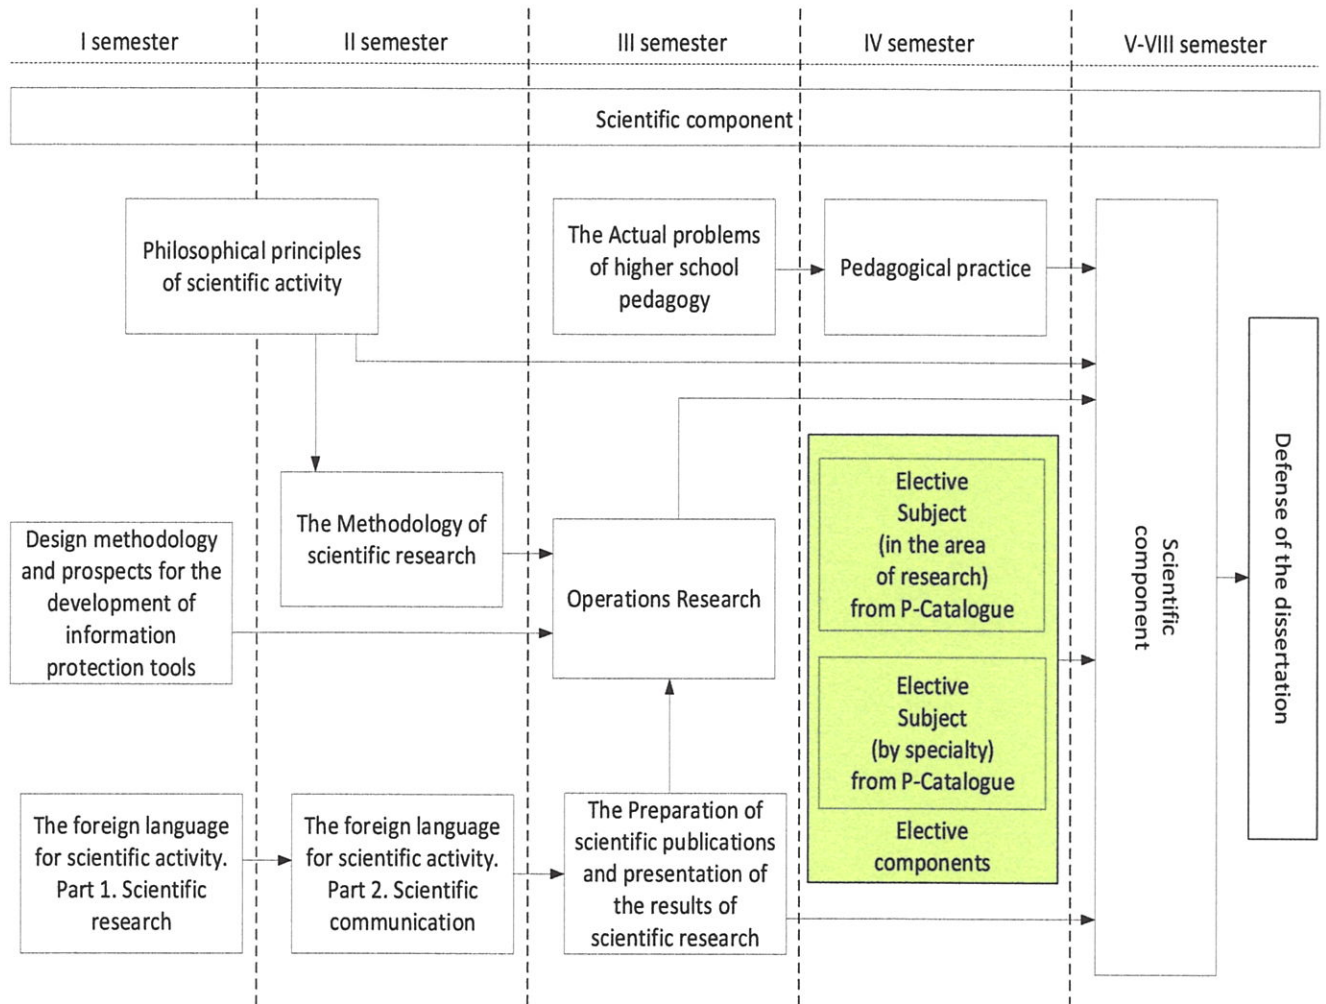 I semester
II semester
III semester
IV semester
V-VIII semester
Scientific component
Philosophical principles
of scientific activity
The Actual problems
of higher school
pedagogy
Pedagogical practice
The Methodology of
scientific research
Design methodology
and prospects for the
development of
information
protection tools
Operations Research
Elective
Subject
(in the area
of research)
from P-Catalogue
Elective
Subject
(by specialty)
from P-Catalogue
Elective
components
The foreign language
for scientific activity.
Part 1. Scientific
research
The foreign language
for scientific activity.
Part 2. Scientific
communication
The Preparation of
scientific publications
and presentation of
the results of
scientific research
Scientific
component
Defense of the dissertation